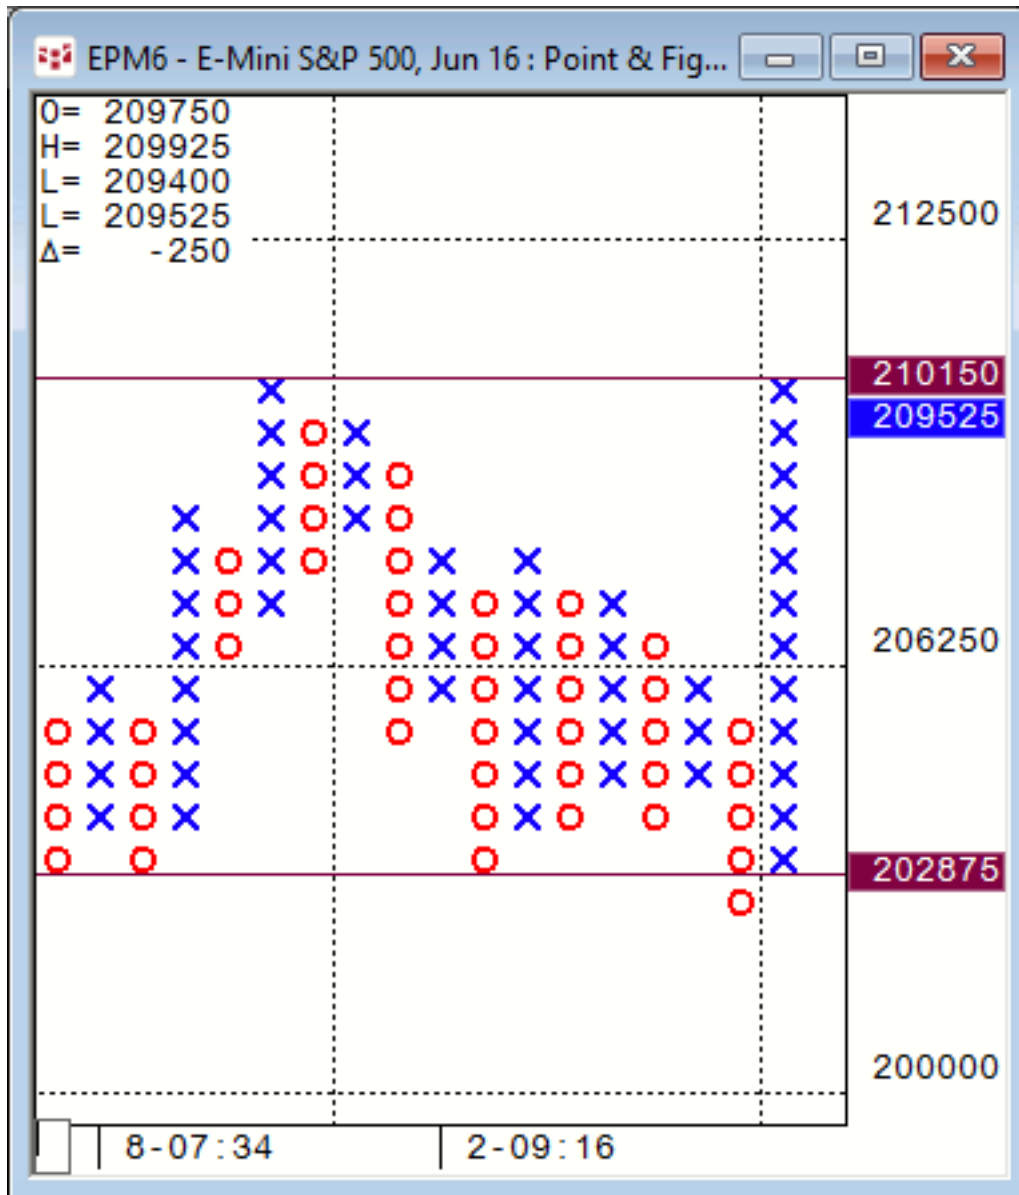 EPM6 - E-Mini S&P 500, Jun 16 : Point & Fig...
O= 209750
H= 209925
L= 209400
L= 209525
Δ= -250
212500
210150
209525
206250
202875
200000
8-07:34
2-09:16